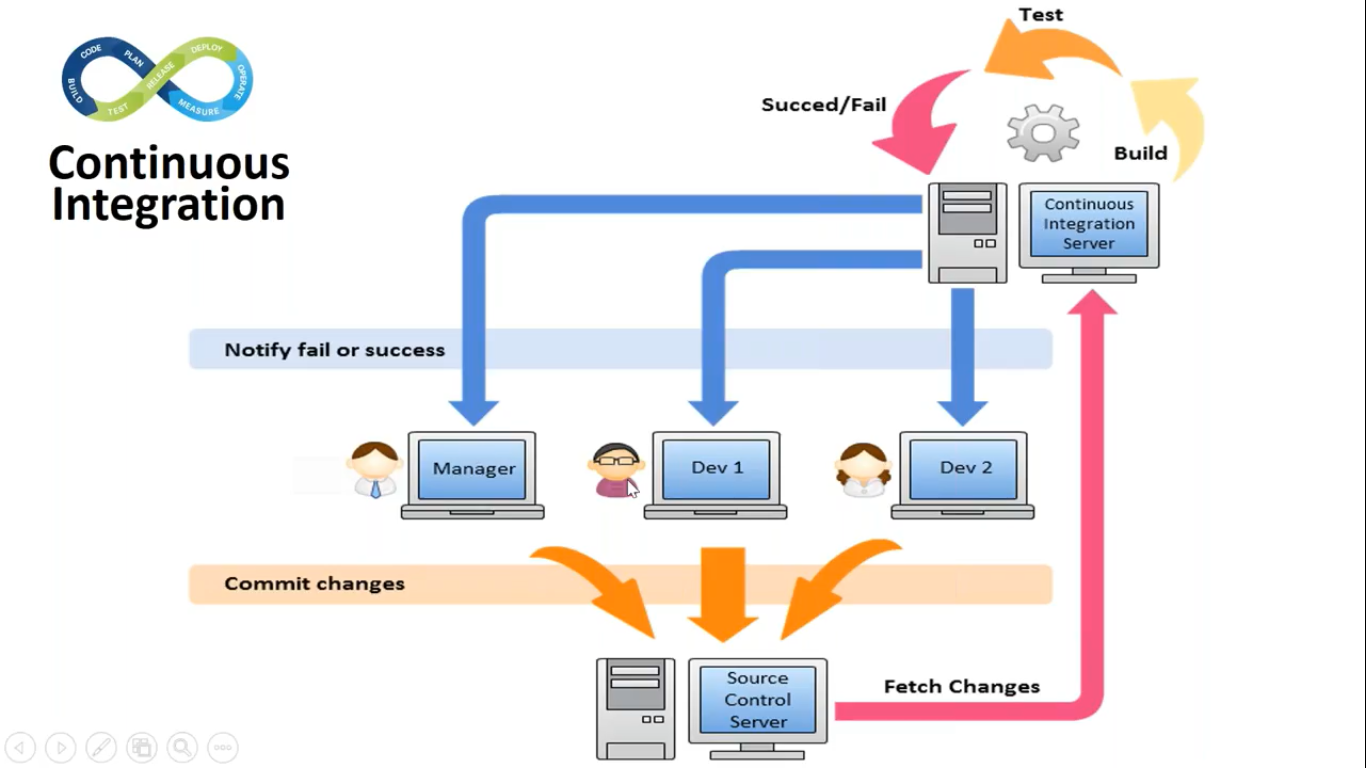 CODE
PLAN
DEPLOY
RELEASE
OPERATE
BUILD
TEST
MEASURE
Continuous
Integration
Test
Succed/Fail
Build
Continuous
Integration
Server
Notify fail or success
Manager
Dev 1
Dev 2
Commit changes
Source
Control
Server
Fetch Changes